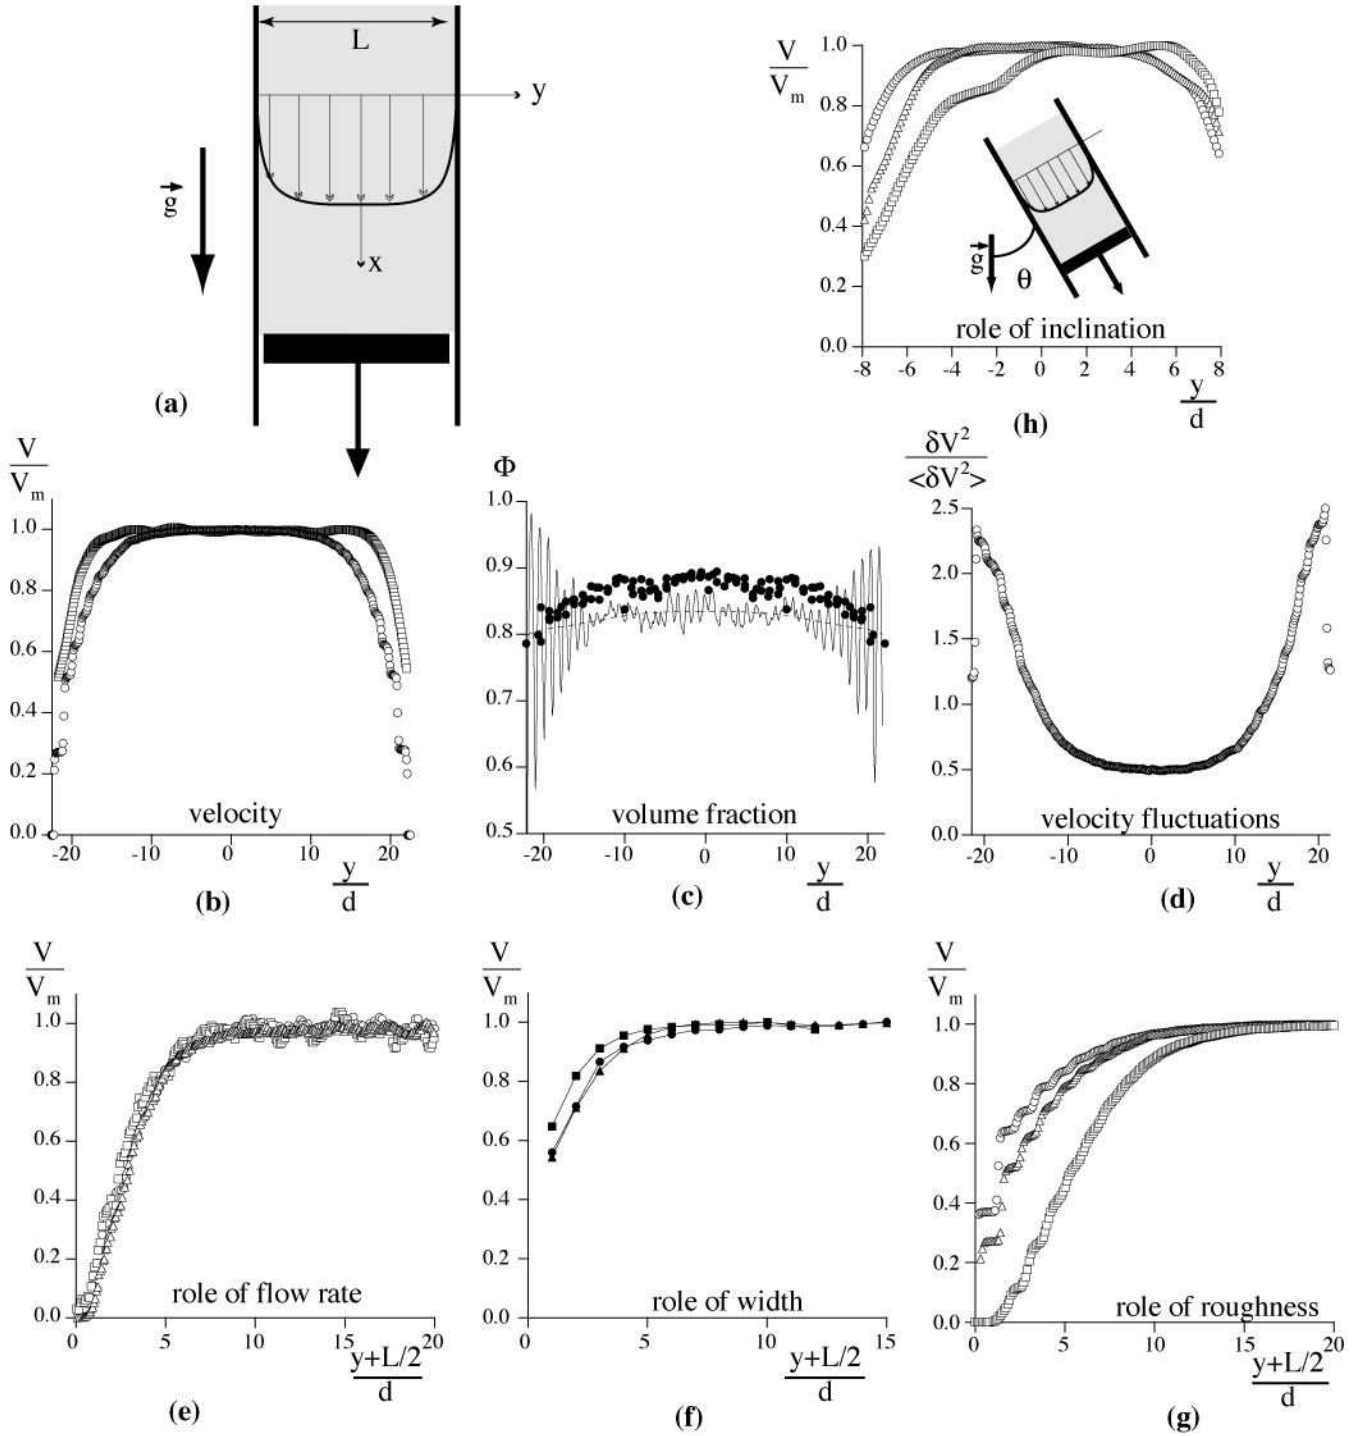 L
y
g
x
(a)
V
V_m
1.0
0.8
0.6
0.4
0.2
0.0
-8 -6 -4 -2 0 2 4 6 8
y
d
g
θ
role of inclination
(h)
V
V_m
1.0
0.8
0.6
0.4
0.2
0.0
-20 -10 0 10 20
velocity
y
d
(b)
Φ
1.0
0.9
0.8
0.7
0.6
0.5
-20 -10 0 10 20
volume fraction
y
d
(c)
δV²
<δV²>
2.5
2.0
1.5
1.0
0.5
0.0
-20 -10 0 10 20
velocity fluctuations
y
d
(d)
V
V_m
1.0
0.8
0.6
0.4
0.2
0.0
0 5 10 15 20
role of flow rate
y+L/2
d
(e)
V
V_m
1.0
0.8
0.6
0.4
0.2
0.0
0 5 10 15
role of width
y+L/2
d
(f)
V
V_m
1.0
0.8
0.6
0.4
0.2
0.0
0 5 10 15 20
role of roughness
y+L/2
d
(g)